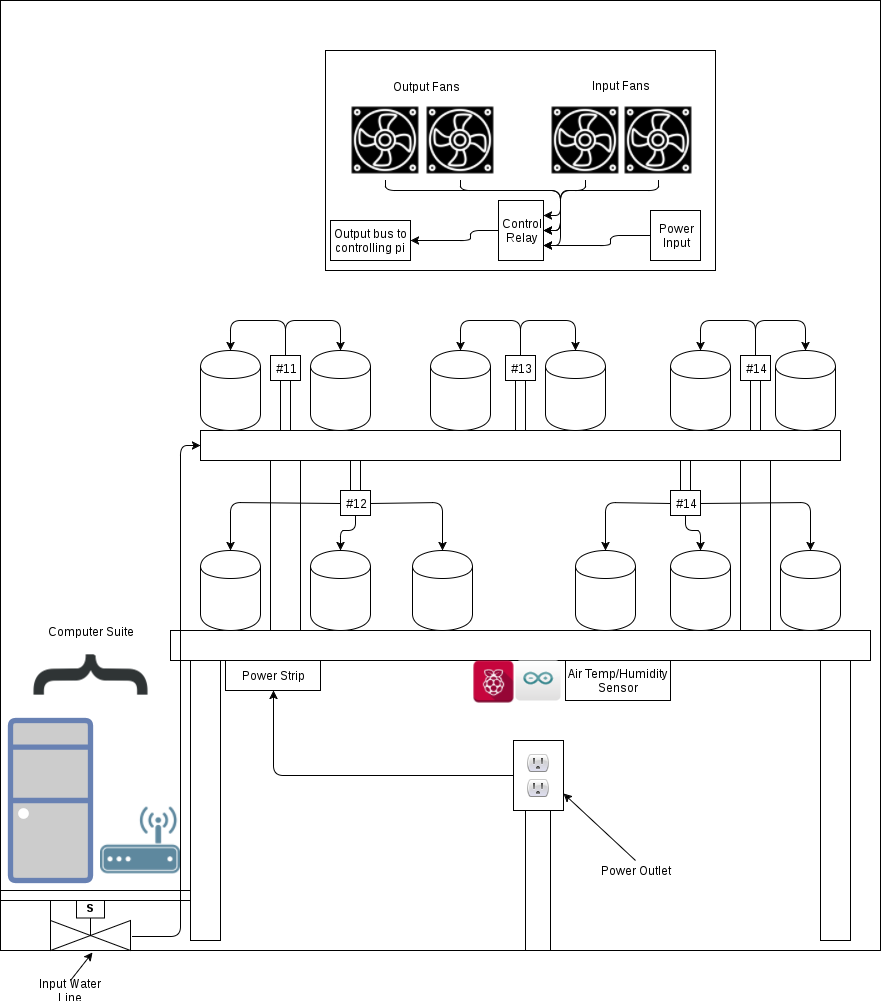 Output Fans
Input Fans
Control
Relay
Output bus to
controlling pi
Power
Input
#11
#13
#14
#12
#14
Computer Suite
Power Strip
Air Temp/Humidity
Sensor
Power Outlet
S
Input Water
Line